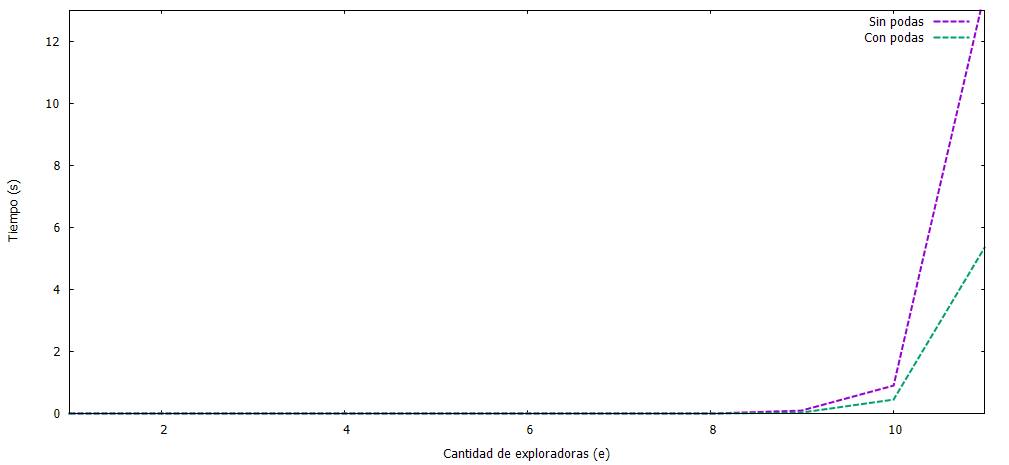 Sin podas
Con podas
12
10
8
6
4
2
0
Tiempo (s)
2 4 6 8 10
Cantidad de exploradoras (e)